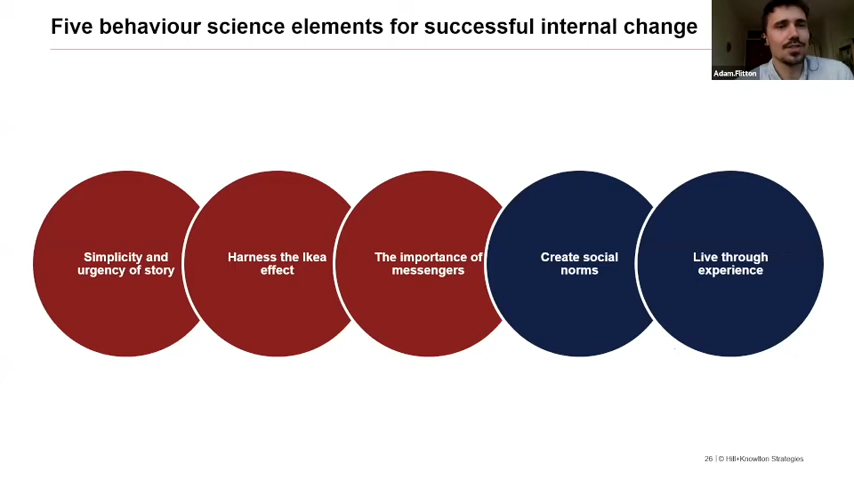 Five behaviour science elements for successful internal change
Adam.Flitton
Simplicity and
urgency of story
Harness the Ikea
effect
The importance of
messengers
Create social
norms
Live through
experience
26 | © Hill+Knowlton Strategies